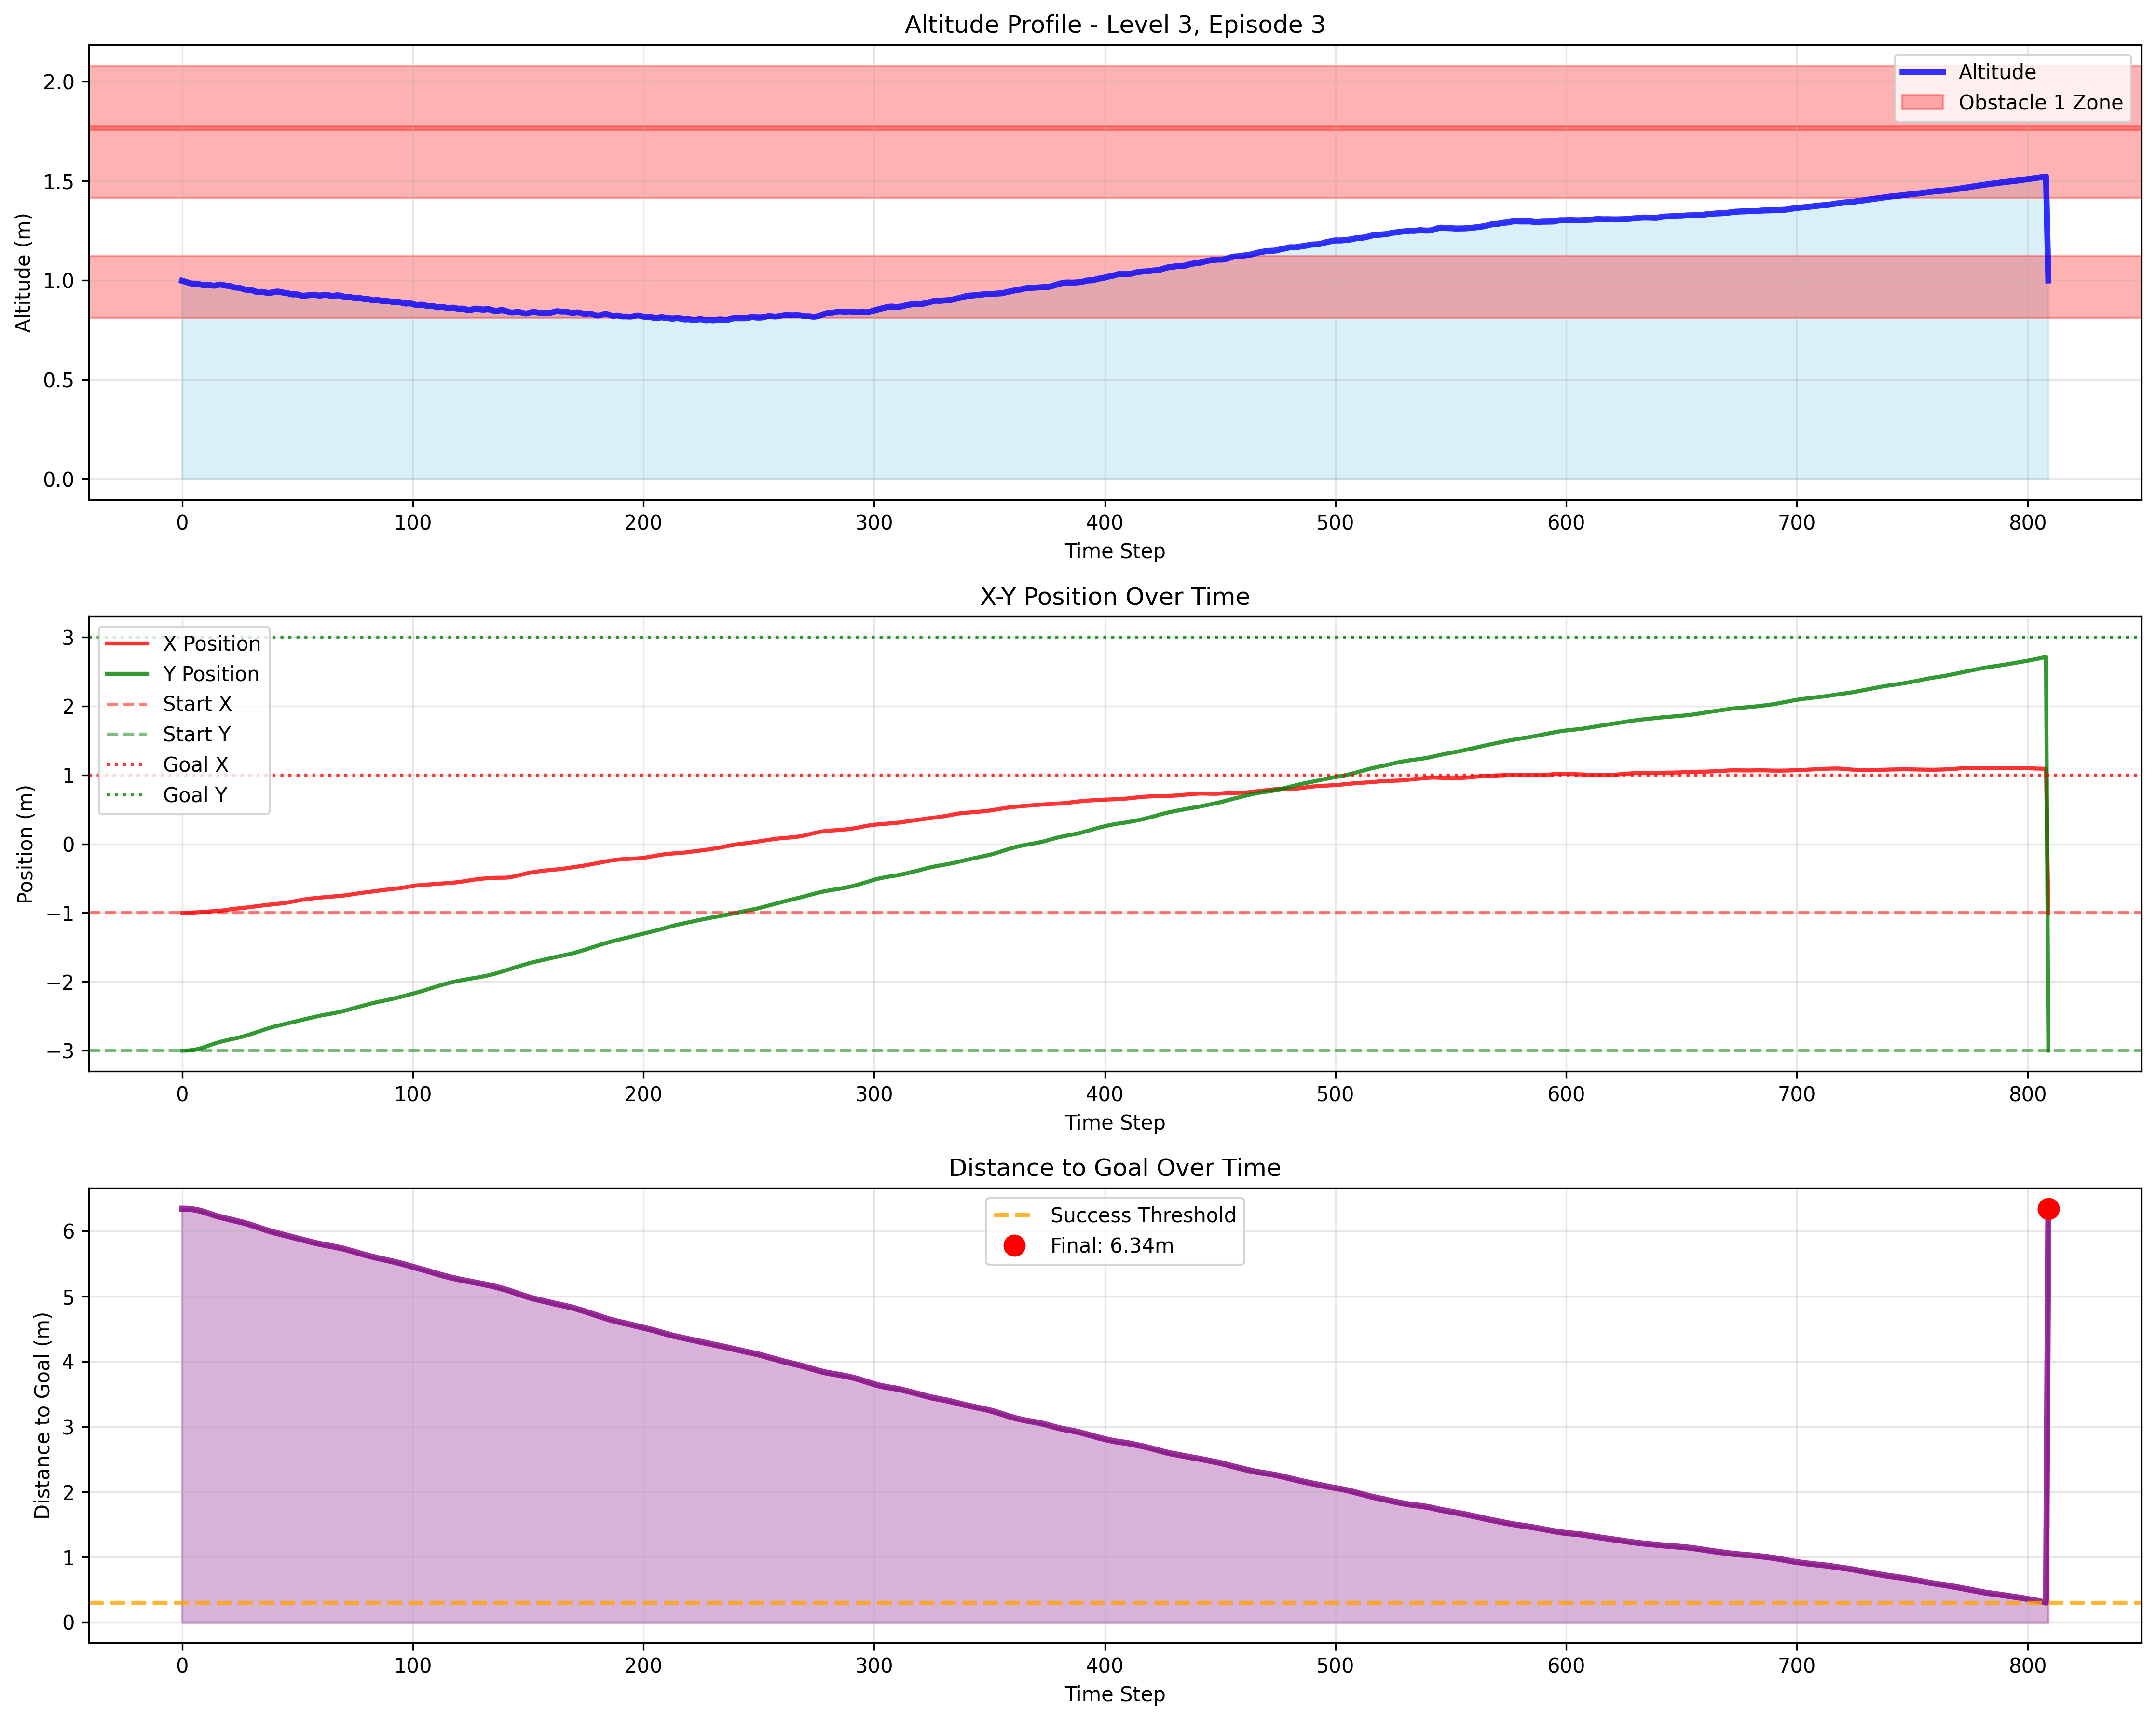 Altitude Profile - Level 3, Episode 3
Altitude (m)
2.0
1.5
1.0
0.5
0.0
Altitude
Obstacle 1 Zone
0 100 200 300 400 500 600 700 800
Time Step
X-Y Position Over Time
Position (m)
3
2
1
0
−1
−2
−3
X Position
Y Position
Start X
Start Y
Goal X
Goal Y
0 100 200 300 400 500 600 700 800
Time Step
Distance to Goal Over Time
Distance to Goal (m)
6
5
4
3
2
1
0
Success Threshold
Final: 6.34m
0 100 200 300 400 500 600 700 800
Time Step